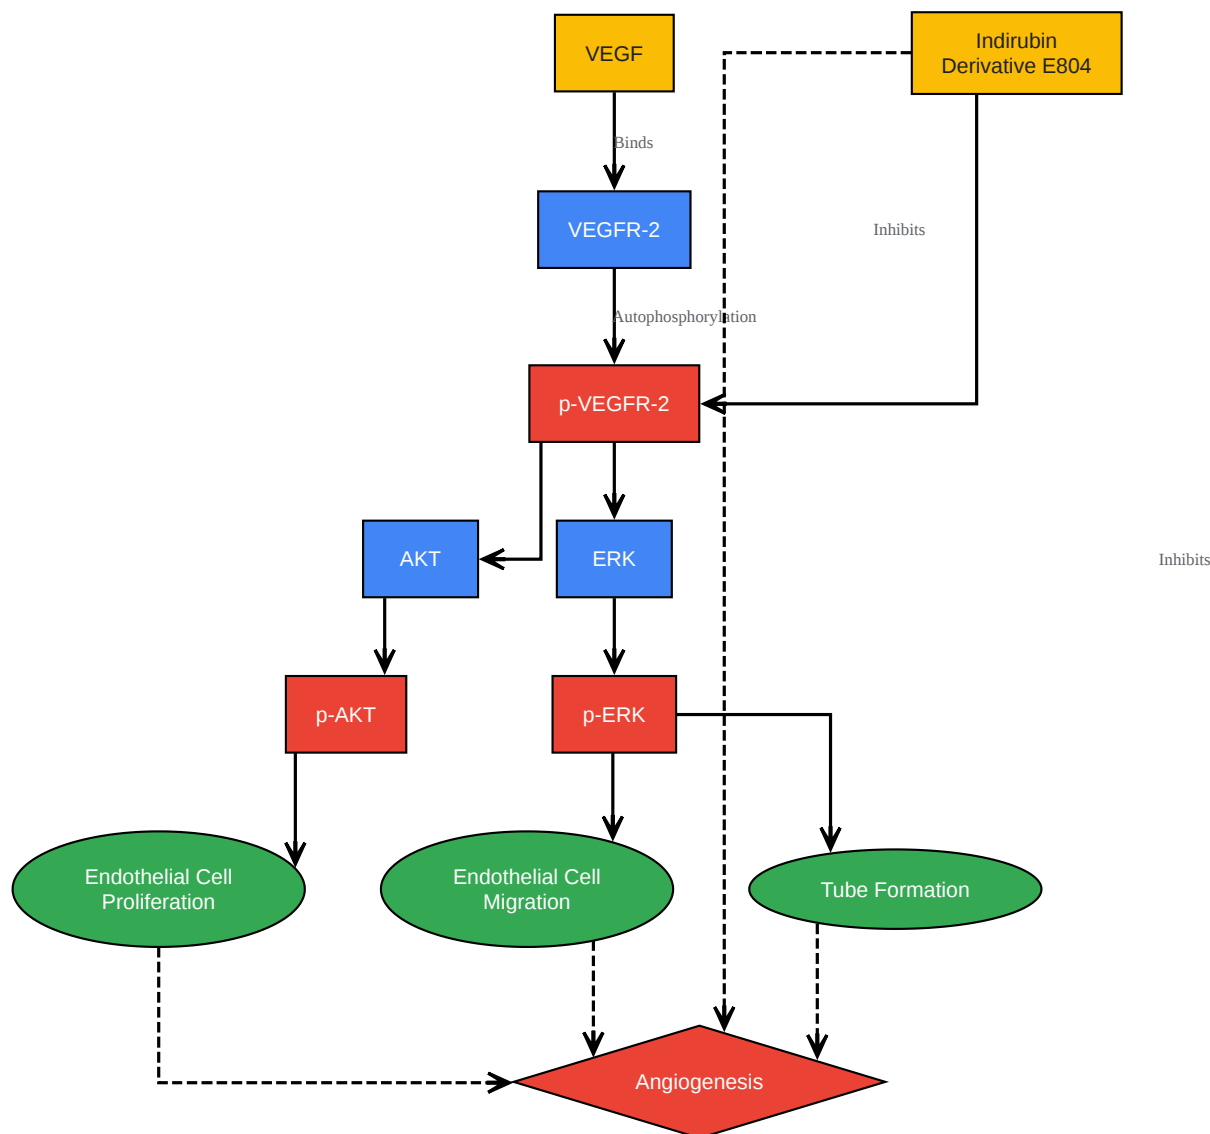 VEGF
Indirubin
Derivative E804
Binds
VEGFR-2
Inhibits
Autophosphorylation
p-VEGFR-2
AKT
ERK
Inhibits
p-AKT
p-ERK
Endothelial Cell
Proliferation
Endothelial Cell
Migration
Tube Formation
Angiogenesis